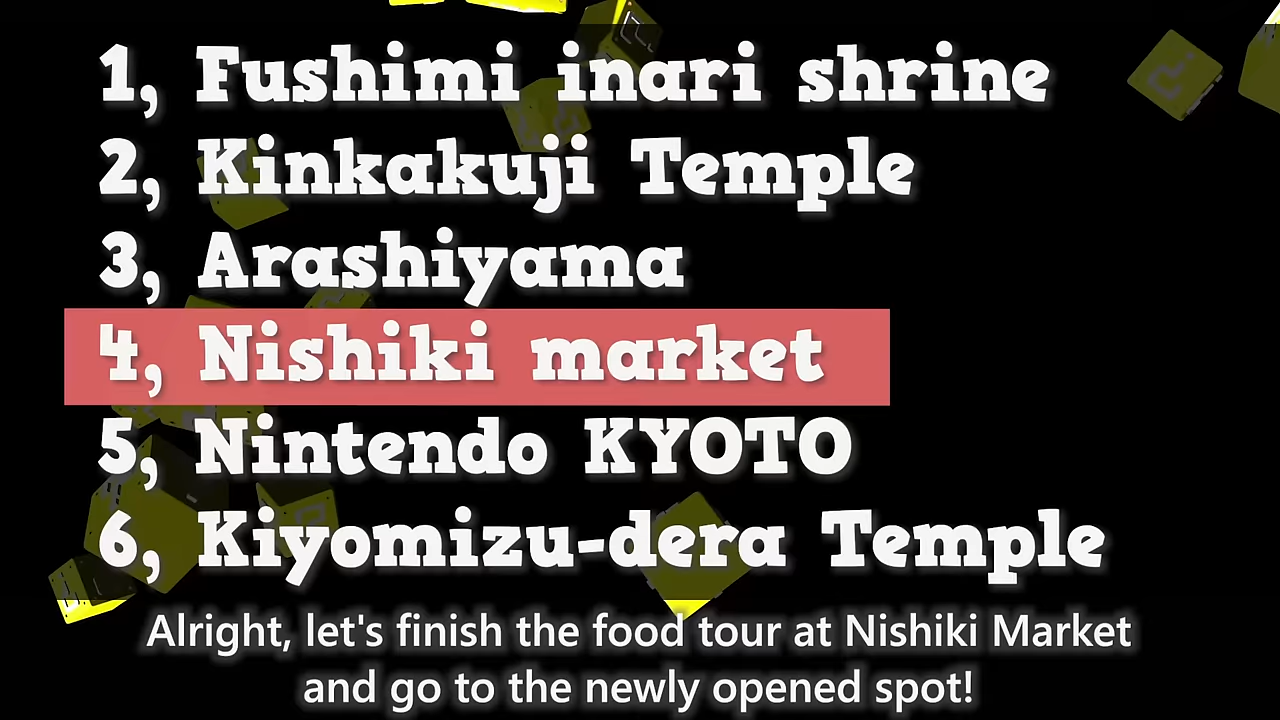 1, Fushimi inari shrine
2, Kinkakuji Temple
3, Arashiyama
4, Nishiki market
5, Nintendo KYOTO
6, Kiyomizu-dera Temple
Alright, let's finish the food tour at Nishiki Market
and go to the newly opened spot!